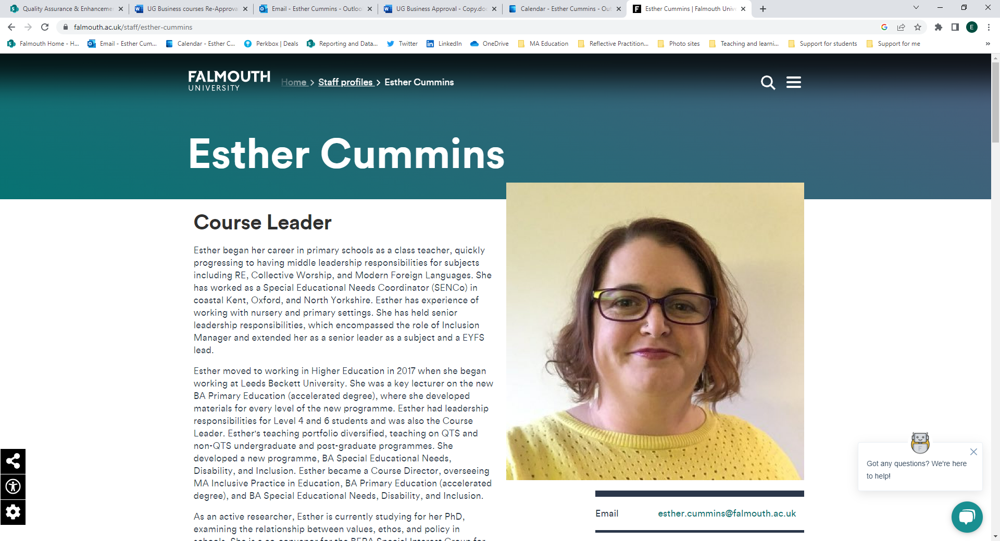 Quality Assurance & Enhancemen
UG Business courses Re-Approva
Email - Esther Cummins - Outloo
UG Business Approval - Copy.doc
Calendar - Esther Cummins - Out
Esther Cummins | Falmouth Unive
falmouth.ac.uk/staff/esther-cummins
E
Falmouth Home - H...
Email - Esther Cum...
Calendar - Esther C...
Perkbox | Deals
Reporting and Data...
Twitter
LinkedIn
OneDrive
MA Education
Reflective Practition...
Photo sites
Teaching and learni...
Support for students
Support for me
»
FALMOUTH
UNIVERSITY
Home > Staff profiles > Esther Cummins
Esther Cummins
Course Leader
Esther began her career in primary schools as a class teacher, quickly
progressing to having middle leadership responsibilities for subjects
including RE, Collective Worship, and Modern Foreign Languages. She
has worked as a Special Educational Needs Coordinator (SENCo) in
coastal Kent, Oxford, and North Yorkshire. Esther has experience of
working with nursery and primary settings. She has held senior
leadership responsibilities, which encompassed the role of Inclusion
Manager and extended her as a senior leader as a subject and a EYFS
lead.
Esther moved to working in Higher Education in 2017 when she began
working at Leeds Beckett University. She was a key lecturer on the new
BA Primary Education (accelerated degree), where she developed
materials for every level of the new programme. Esther had leadership
responsibilities for Level 4 and 6 students and was also the Course
Leader. Esther's teaching portfolio diversified, teaching on QTS and
non-QTS undergraduate and post-graduate programmes. She
developed a new programme, BA Special Educational Needs,
Disability, and Inclusion. Esther became a Course Director, overseeing
MA Inclusive Practice in Education, BA Primary Education (accelerated
degree), and BA Special Educational Needs, Disability, and Inclusion.
As an active researcher, Esther is currently studying for her PhD,
examining the relationship between values, ethos, and policy in
schools. She is a co-convenor for the BERA Special Interest Group for
Email esther.cummins@falmouth.ac.uk
Got any questions? We're here
to help!